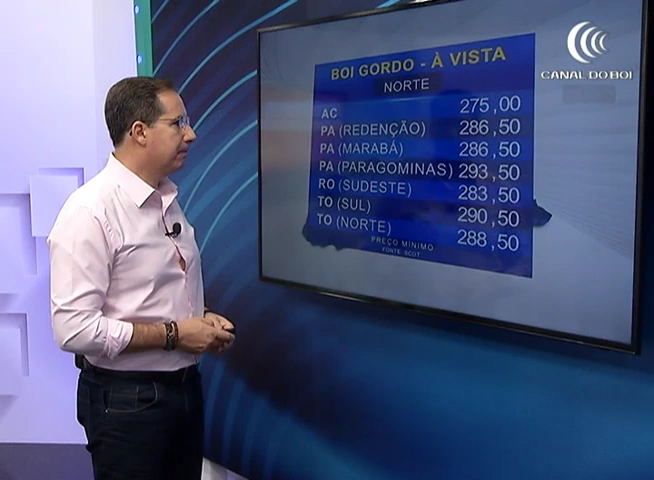 CANAL DO BOI
BOI GORDO - À VISTA
NORTE
AC 275,00
PA (REDENÇÃO) 286,50
PA (MARABÁ) 286,50
PA (PARAGOMINAS) 293,50
RO (SUDESTE) 283,50
TO (SUL) 290,50
TO (NORTE) 288,50
PREÇO MÍNIMO
FONTE: SCOT